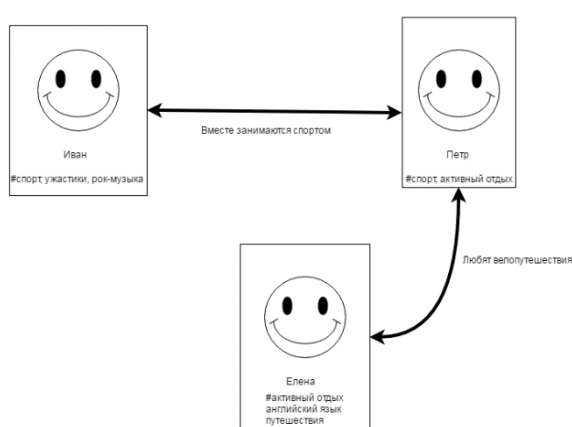 Вместе занимаются спортом
Иван
#спорт, ужастики, рок-музыка
Петр
#спорт, активный отдых
Любят велопутешествия
Елена
#активный отдых
английский язык
путешествия